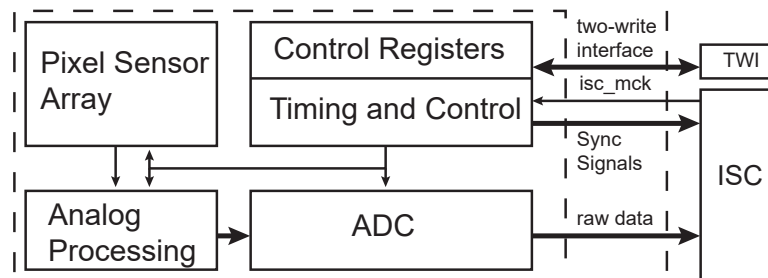 Pixel Sensor
Array
Control Registers
Timing and Control
two-write
interface
TWI
isc_mck
Sync
Signals
ISC
Analog
Processing
ADC
raw data